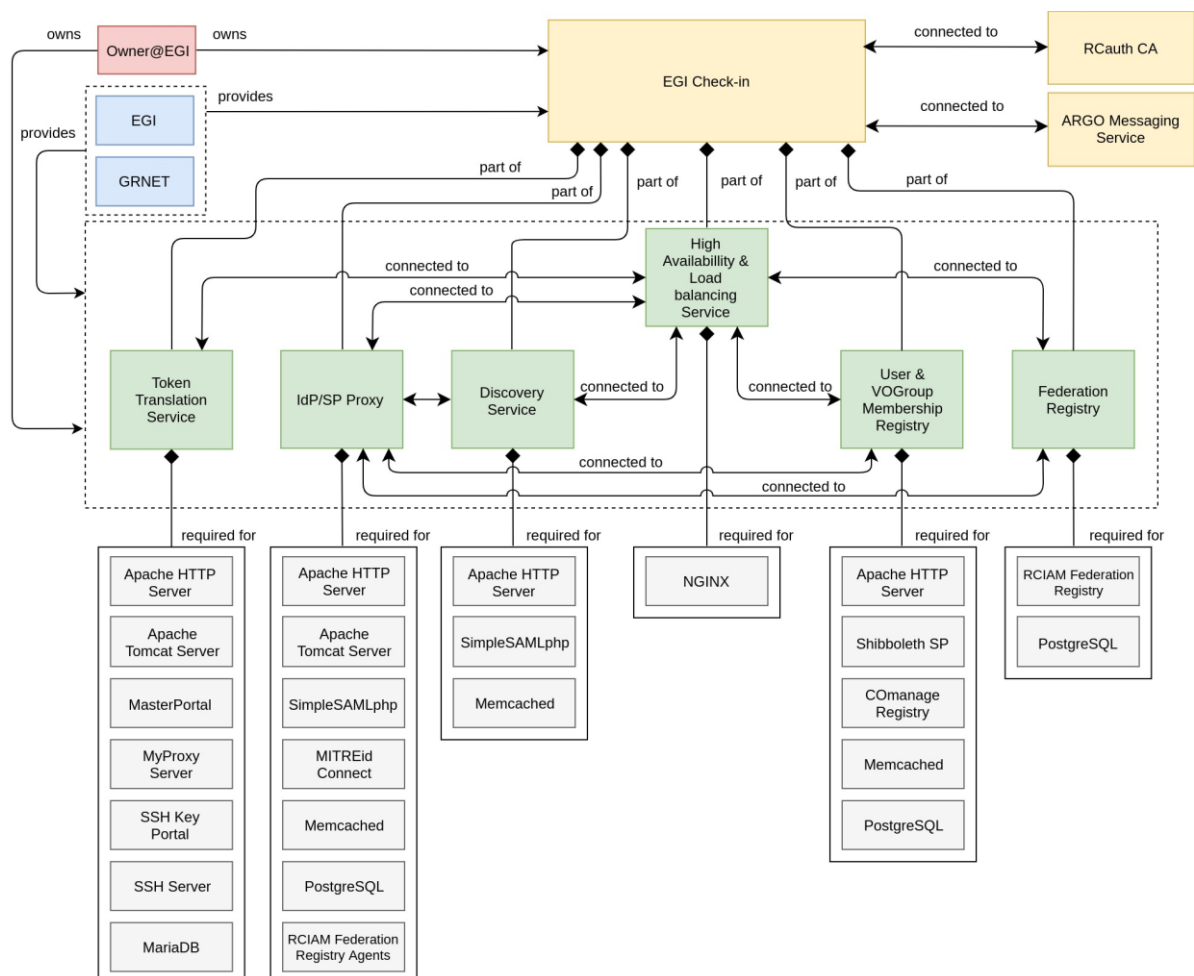 owns
Owner@EGI
owns
EGI Check-in
connected to
RCauth CA
provides
EGI
GRNET
provides
connected to
ARGO Messaging
Service
part of
part of
part of
part of
part of
part of
High
Availabillity &
Load
balancing
Service
connected to
connected to
connected to
Token
Translation
Service
IdP/SP Proxy
Discovery
Service
connected to
connected to
User &
VOGroup
Membership
Registry
Federation
Registry
connected to
connected to
required for
Apache HTTP
Server
Apache
Tomcat Server
MasterPortal
MyProxy
Server
SSH Key
Portal
SSH Server
MariaDB
required for
Apache HTTP
Server
Apache
Tomcat Server
SimpleSAMLphp
MITREid
Connect
Memcached
PostgreSQL
RCIAM Federation
Registry Agents
required for
Apache HTTP
Server
SimpleSAMLphp
Memcached
required for
NGINX
required for
Apache HTTP
Server
Shibboleth SP
COmanage
Registry
Memcached
PostgreSQL
required for
RCIAM Federation
Registry
PostgreSQL